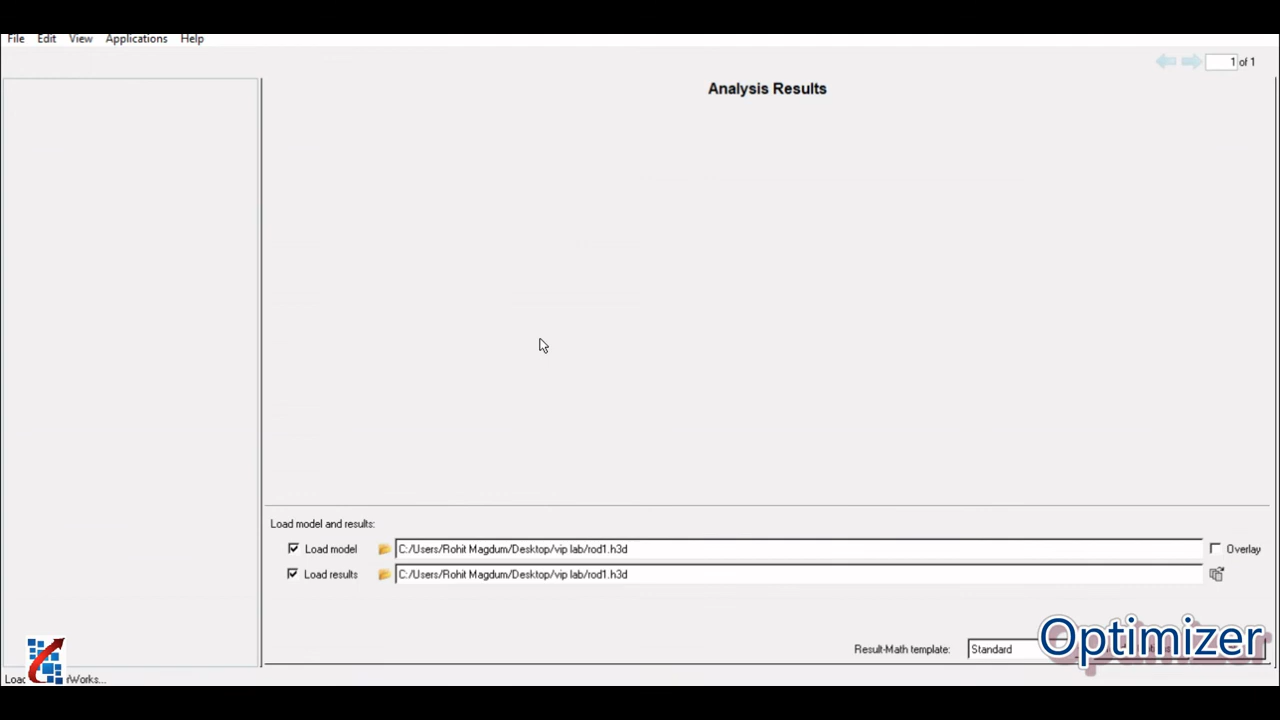 File Edit View Applications Help
1 of 1
Analysis Results
Load model and results:
Load model C:/Users/Rohit Magdum/Desktop/vip lab/rod1.h3d Overlay
Load results C:/Users/Rohit Magdum/Desktop/vip lab/rod1.h3d
Result-Math template: Standard
Optimizer
Loa rWorks...